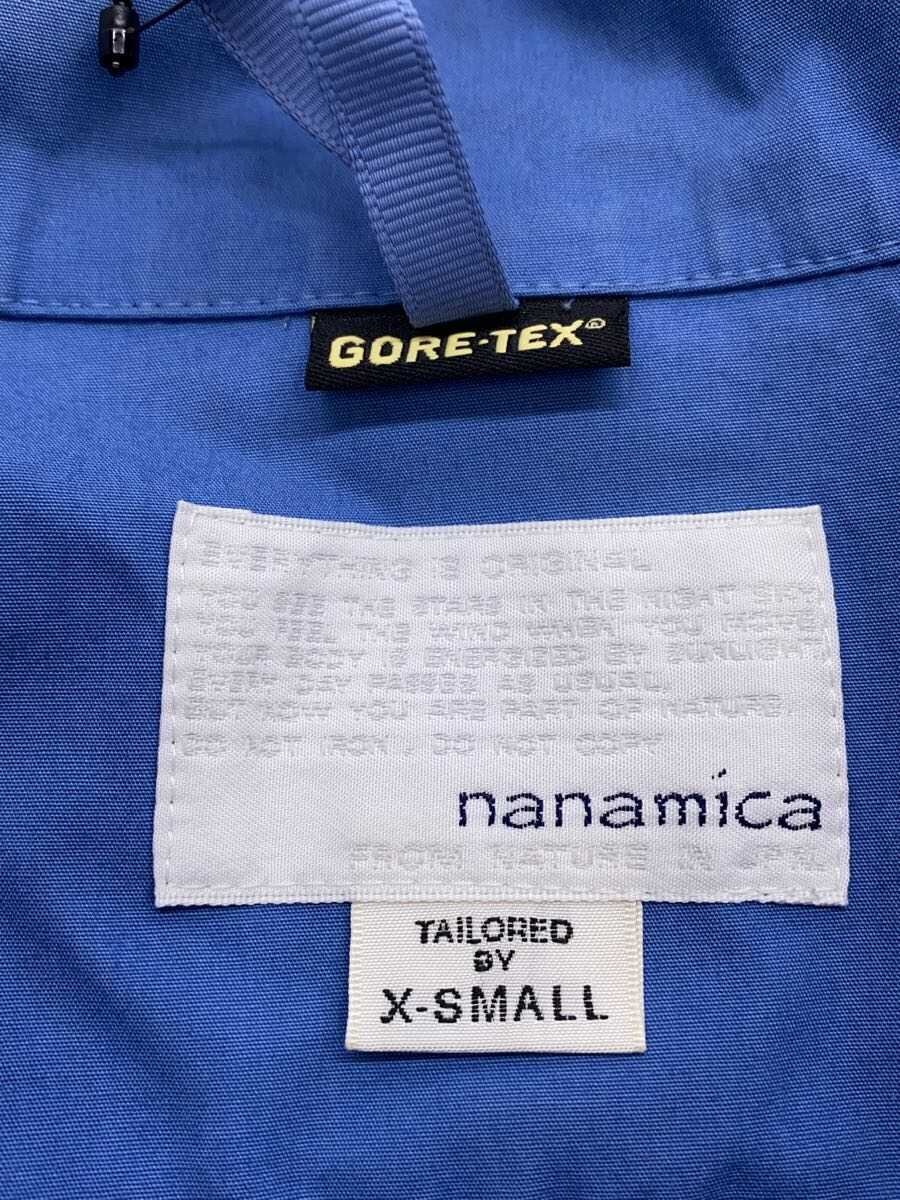 GORE-TEX®
EVERYTHING IS ORIGINAL
YOU SEE THE STARS IN THE NIGHT SKY
YOU FEEL THE WIND WHEN YOU MOVE
YOUR BODY IS ENERGIZED BY SUNLIGHT
EVERY DAY PASSES AS USUAL,
BUT NOW YOU ARE PART OF NATURE
DO NOT IRON / DO NOT COPY
nanamica
FROM NATURE IN JPN.
TAILORED
BY
X-SMALL